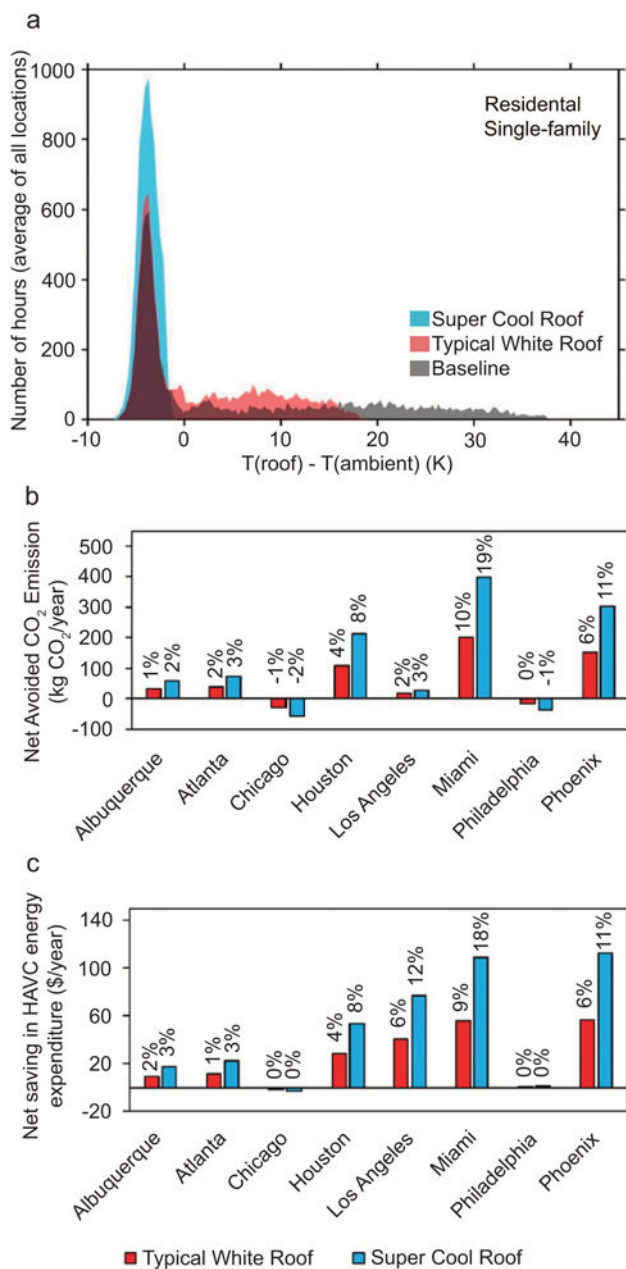 a
Number of hours (average of all locations)
1000
800
600
400
200
0
Residental
Single-family
Super Cool Roof
Typical White Roof
Baseline
-10 0 10 20 30 40
T(roof) - T(ambient) (K)
b
Net Avoided CO2 Emission
(kg CO2/year)
500
400
300
200
100
0
-100
1% 2% 2% 3% -1% -2% 4% 8% 2% 3% 10% 19% 0% -1% 6% 11%
Albuquerque Atlanta Chicago Houston Los Angeles Miami Philadelphia Phoenix
c
Net saving in HAVC energy
expenditure ($/year)
140
100
60
20
-20
2% 3% 1% 3% 0% 0% 4% 8% 6% 12% 9% 18% 0% 0% 6% 11%
Albuquerque Atlanta Chicago Houston Los Angeles Miami Philadelphia Phoenix
Typical White Roof Super Cool Roof